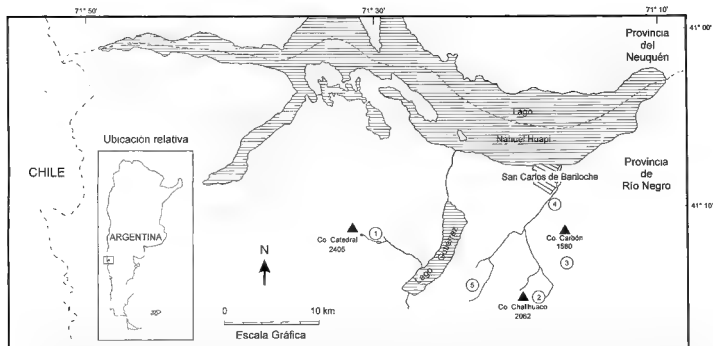 71° 50'
71° 30'
71° 10'
41° 00'
Provincia
del
Neuquén
Lago
Nahuel Huapi
Ubicación relativa
CHILE
San Carlos de Bariloche
Provincia
de
Río Negro
41° 10'
4
ARGENTINA
Co. Catedral
2405
1
N
Lago Gutiérrez
Co. Carbón
1580
3
5
2
Co. Challhuaco
2062
0
10 km
Escala Gráfica